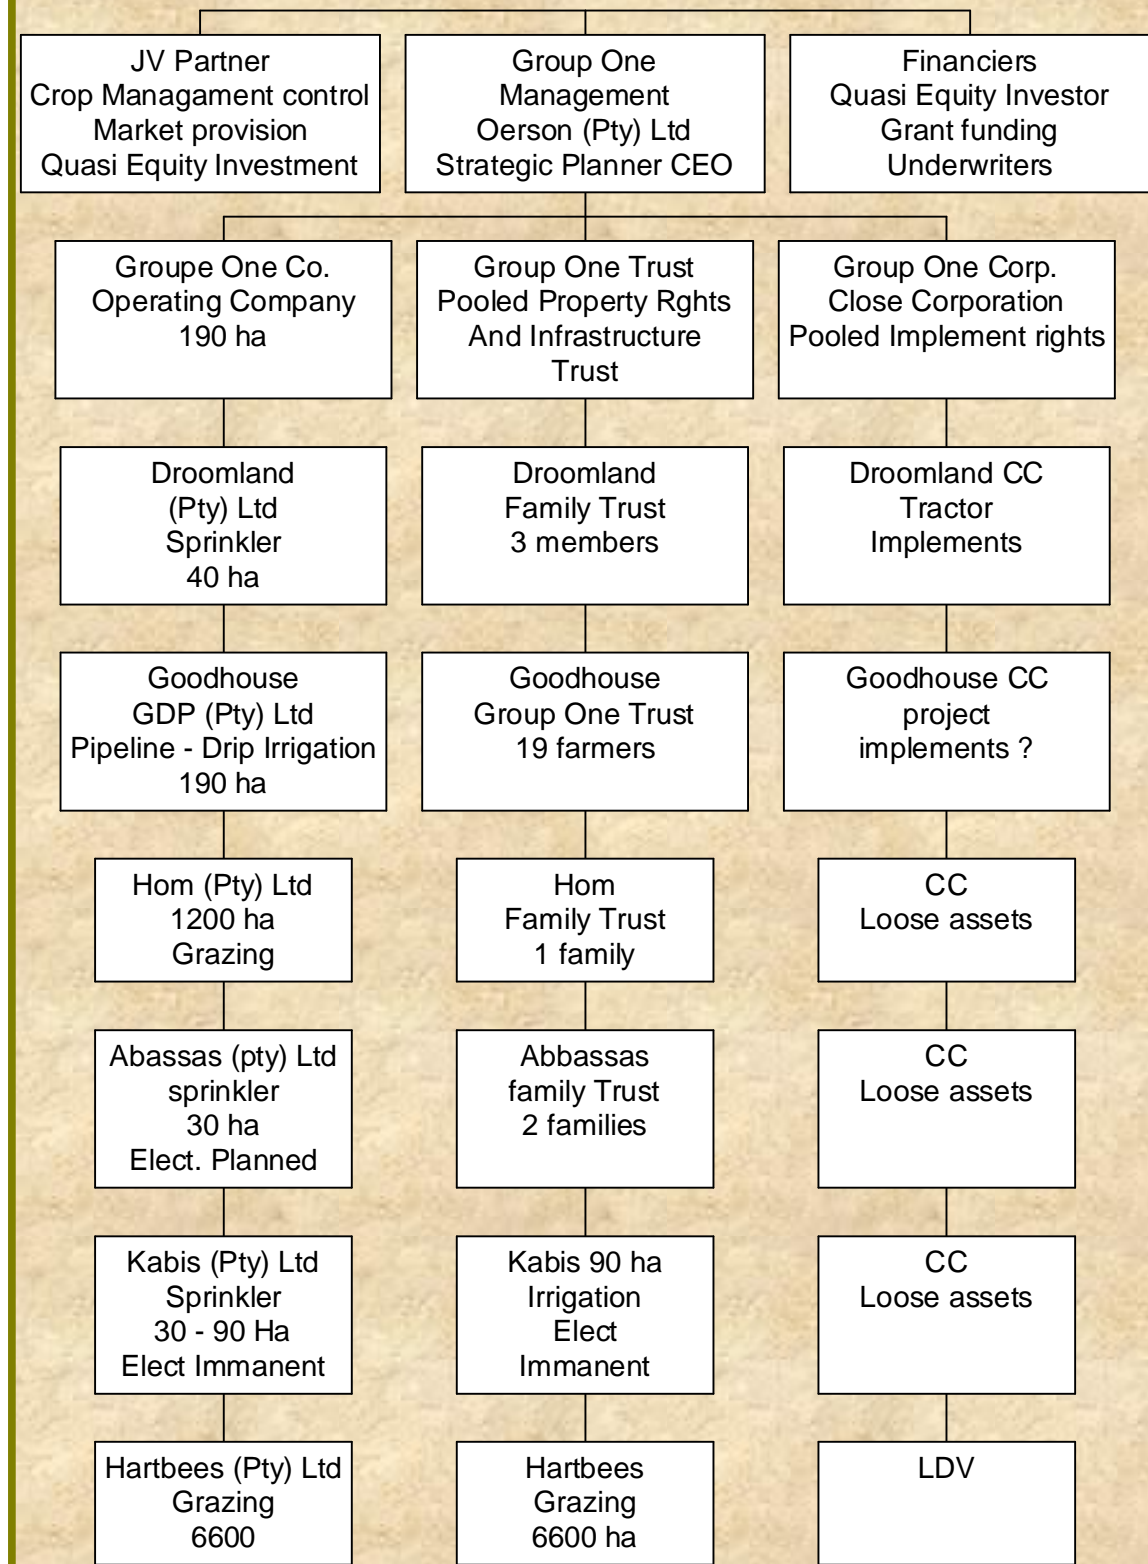 JV Partner
Crop Managament control
Market provision
Quasi Equity Investment
Group One
Management
Oerson (Pty) Ltd
Strategic Planner CEO
Financiers
Quasi Equity Investor
Grant funding
Underwriters
Groupe One Co.
Operating Company
190 ha
Group One Trust
Pooled Property Rghts
And Infrastructure
Trust
Group One Corp.
Close Corporation
Pooled Implement rights
Droomland
(Pty) Ltd
Sprinkler
40 ha
Droomland
Family Trust
3 members
Droomland CC
Tractor
Implements
Goodhouse
GDP (Pty) Ltd
Pipeline - Drip Irrigation
190 ha
Goodhouse
Group One Trust
19 farmers
Goodhouse CC
project
implements ?
Hom (Pty) Ltd
1200 ha
Grazing
Hom
Family Trust
1 family
CC
Loose assets
Abassas (pty) Ltd
sprinkler
30 ha
Elect. Planned
Abbassas
family Trust
2 families
CC
Loose assets
Kabis (Pty) Ltd
Sprinkler
30 - 90 Ha
Elect Immanent
Kabis 90 ha
Irrigation
Elect
Immanent
CC
Loose assets
Hartbees (Pty) Ltd
Grazing
6600
Hartbees
Grazing
6600 ha
LDV